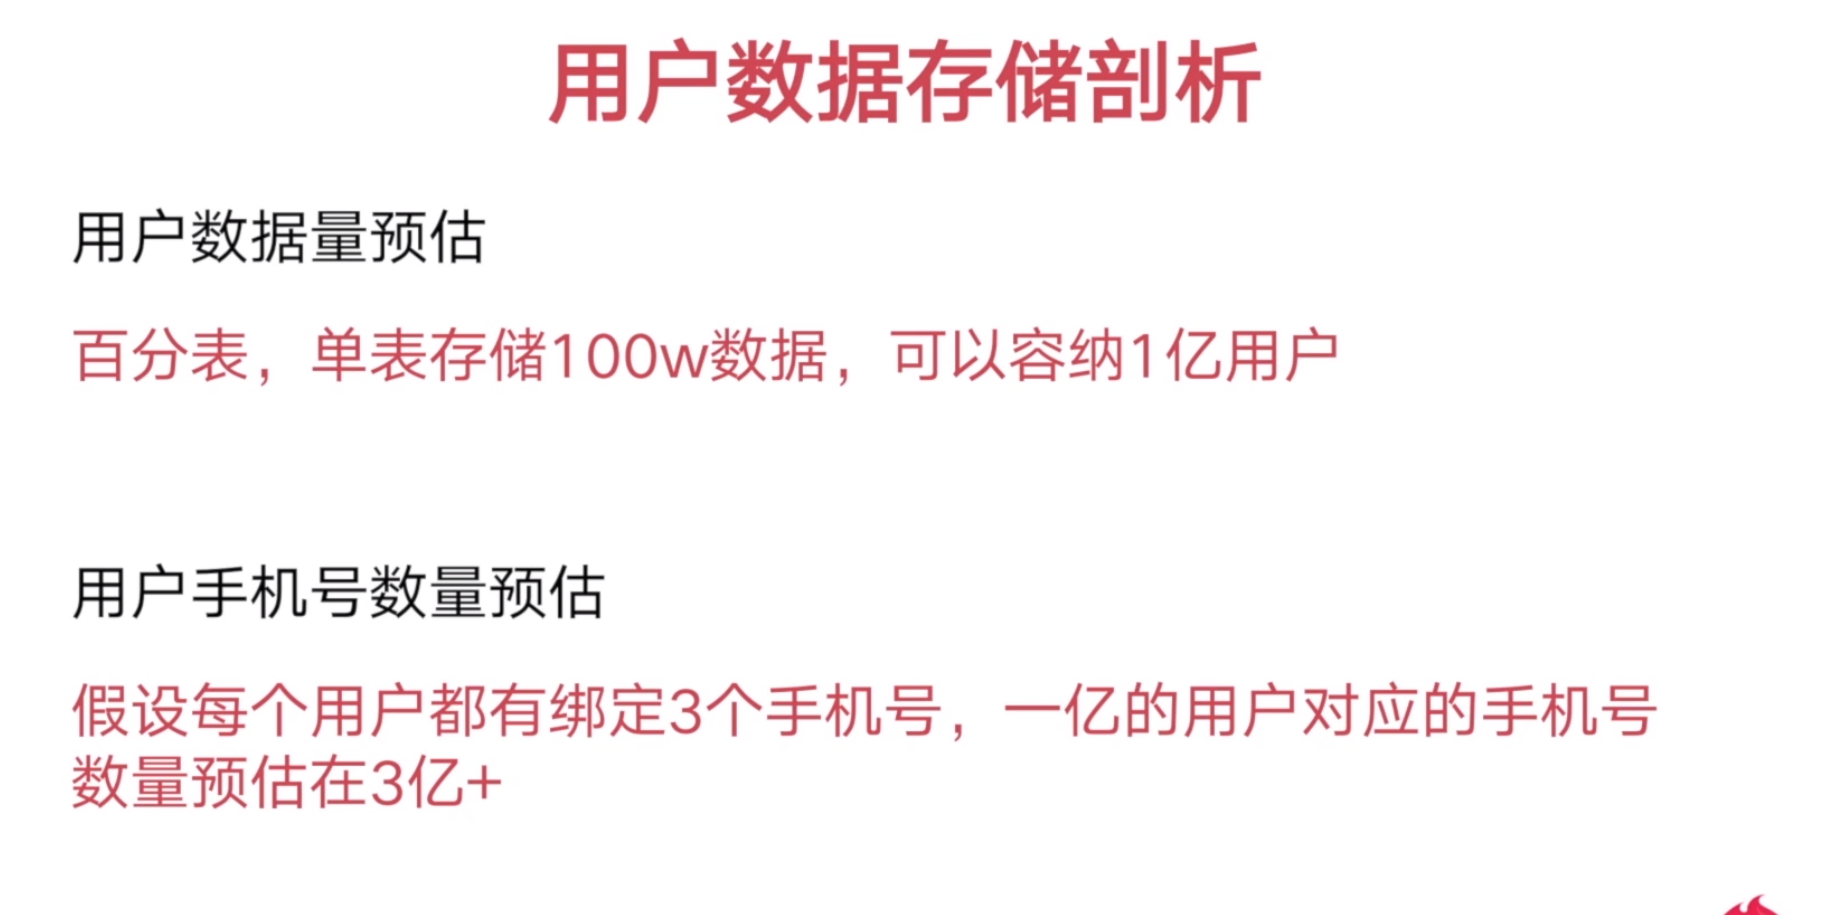 用户数据存储剖析
用户数据量预估
百分表，单表存储100w数据，可以容纳1亿用户
用户手机号数量预估
假设每个用户都有绑定3个手机号，一亿的用户对应的手机号
数量预估在3亿+